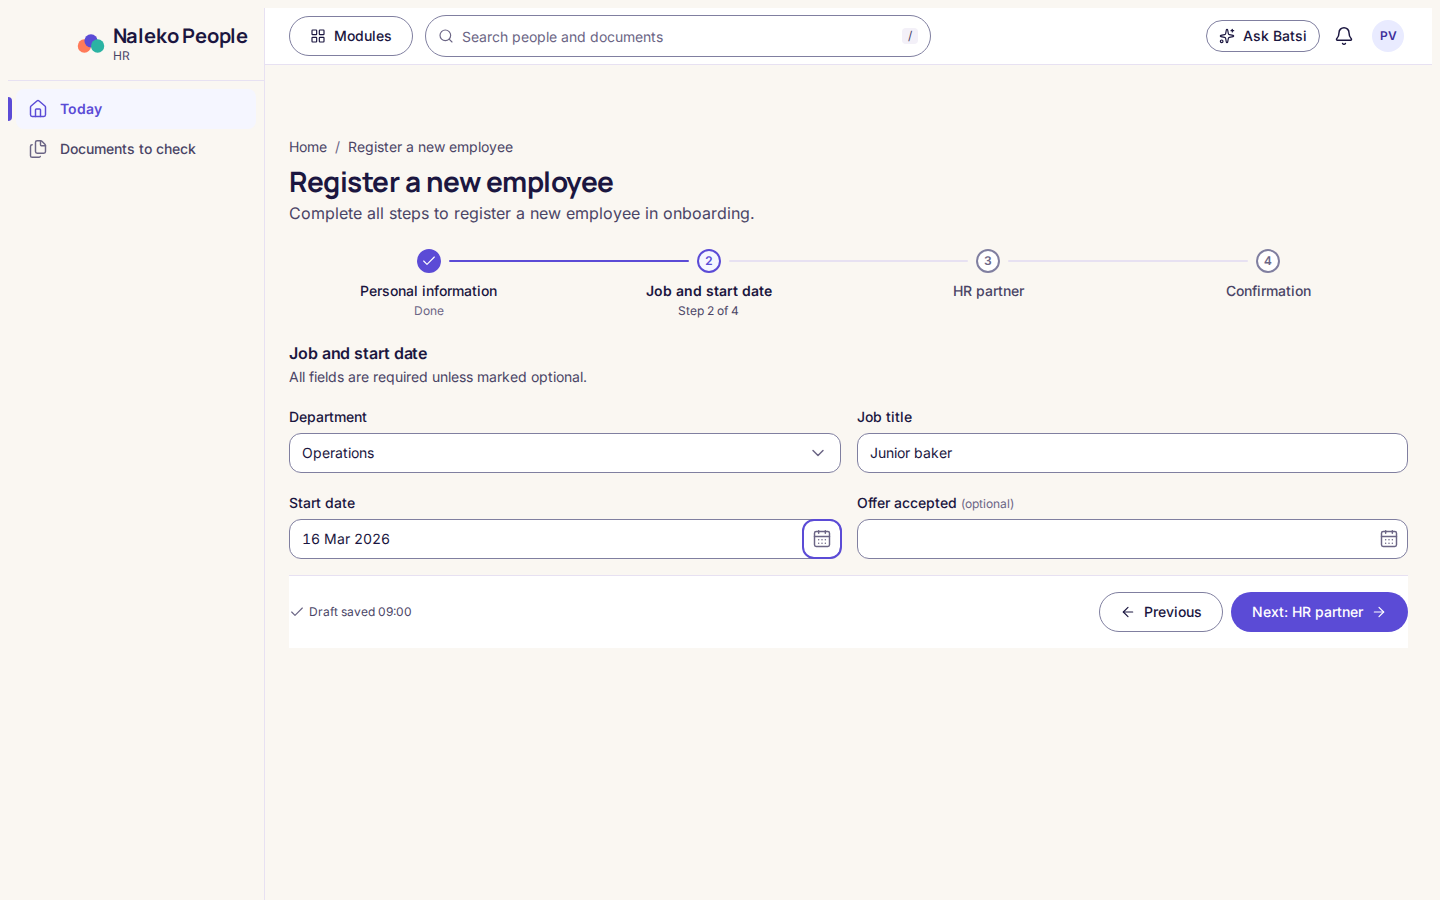 Naleko People
HR
Modules
Search people and documents
/
Ask Batsi
PV
Today
Documents to check
Home / Register a new employee
Register a new employee
Complete all steps to register a new employee in onboarding.
2
3
4
Personal information
Job and start date
HR partner
Confirmation
Done
Step 2 of 4
Job and start date
All fields are required unless marked optional.
Department
Job title
Operations
Junior baker
Start date
Offer accepted (optional)
16 Mar 2026
Draft saved 09:00
Previous
Next: HR partner